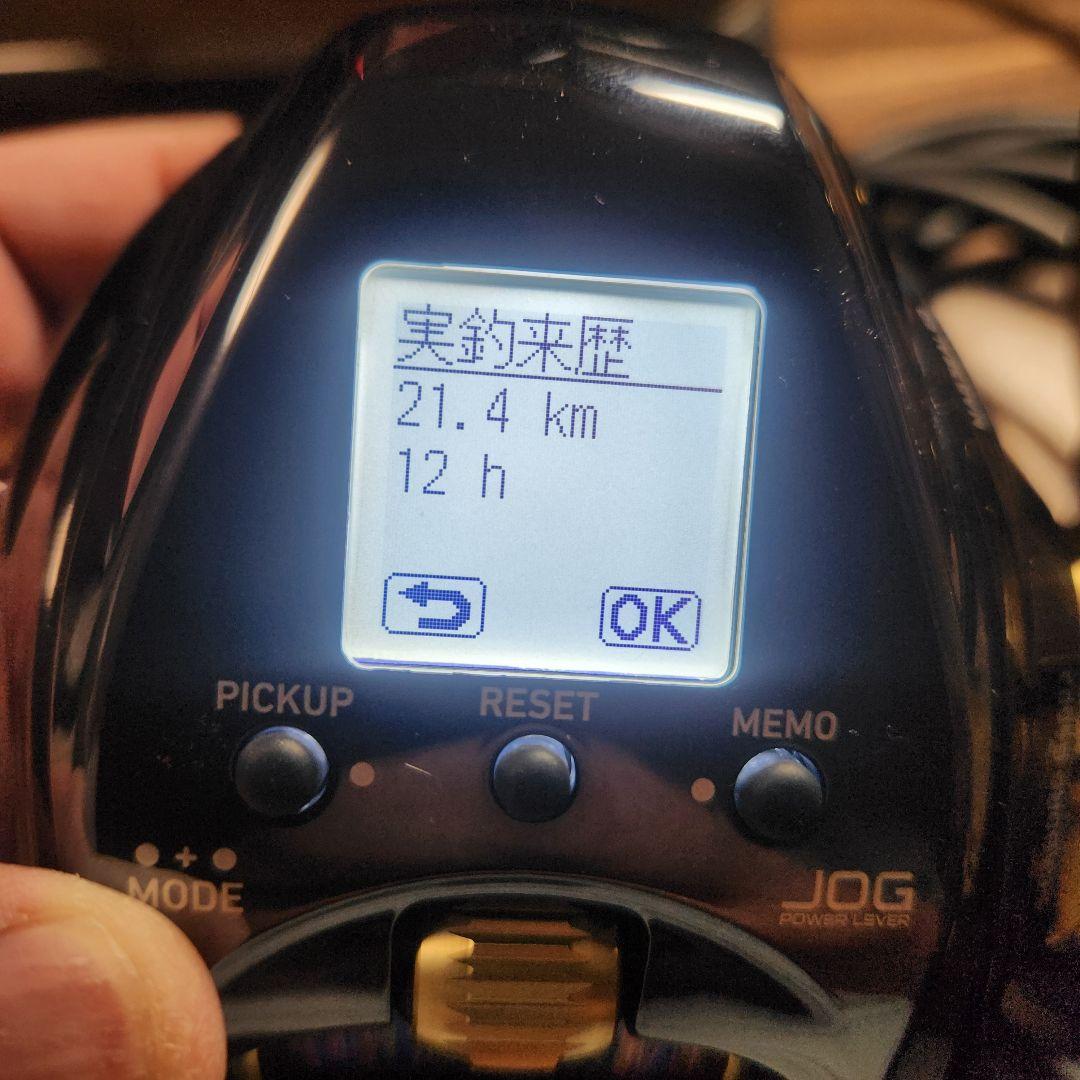 実釣来歴
21.4 km
12 h
OK
PICKUP
RESET
MEMO
+
MODE
JOG
POWER LEVER